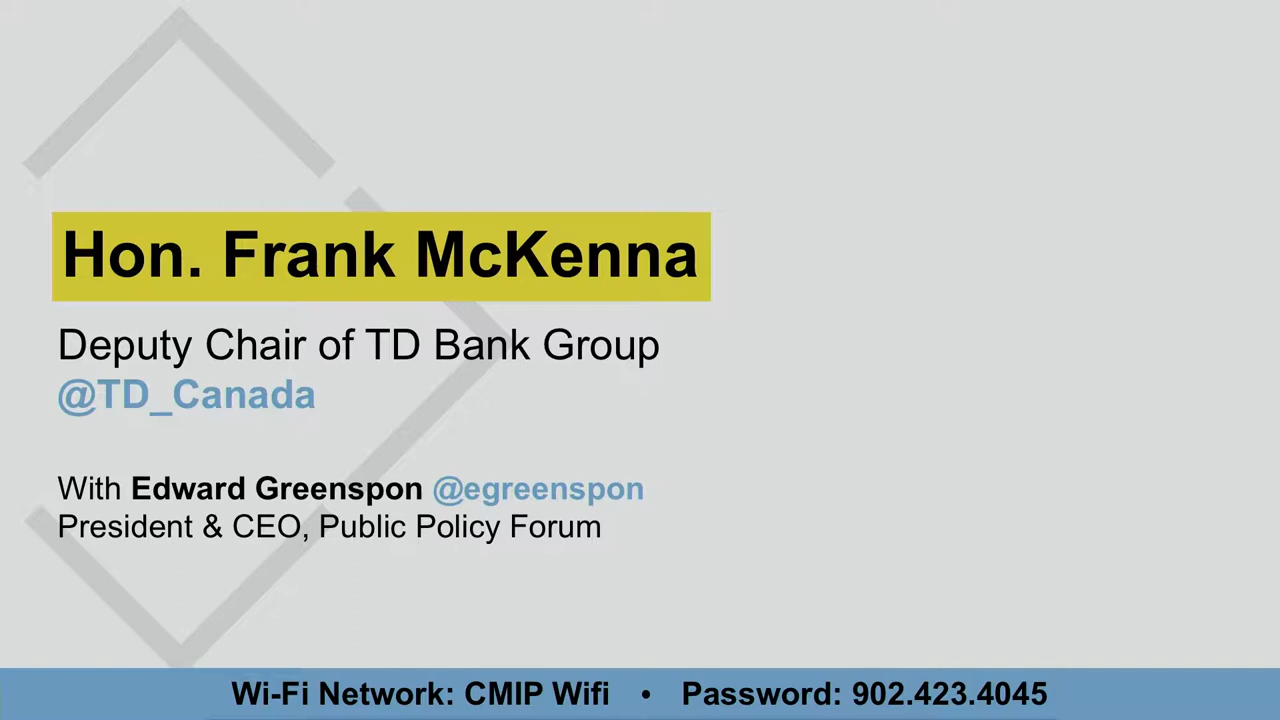 Hon. Frank McKenna
Deputy Chair of TD Bank Group
@TD_Canada
With Edward Greenspon @egreenspon
President & CEO, Public Policy Forum
Wi-Fi Network: CMIP Wifi • Password: 902.423.4045